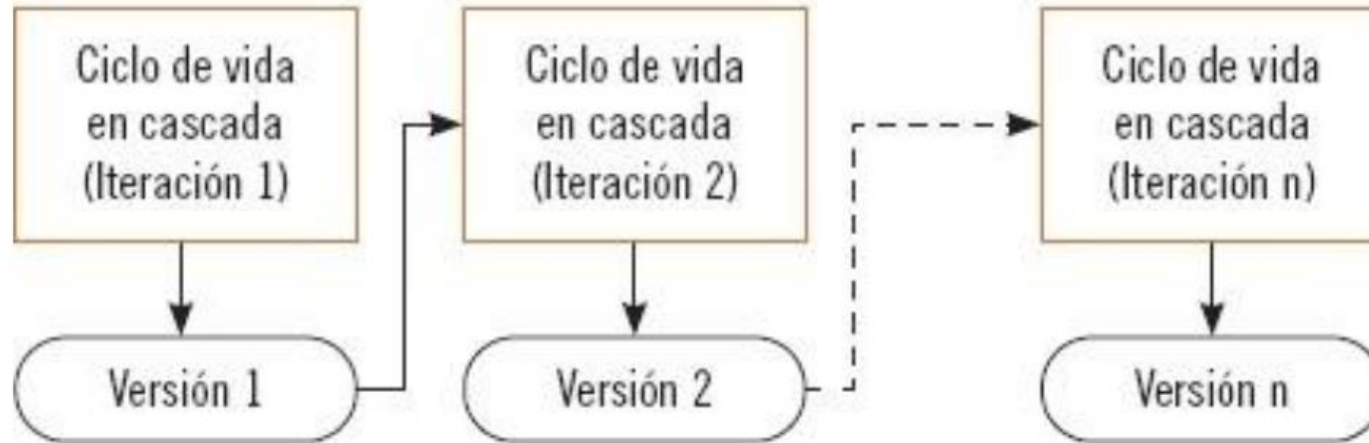 Ciclo de vida
en cascada
(Iteración 1)
Ciclo de vida
en cascada
(Iteración 2)
Ciclo de vida
en cascada
(Iteración n)
Versión 1
Versión 2
Versión n